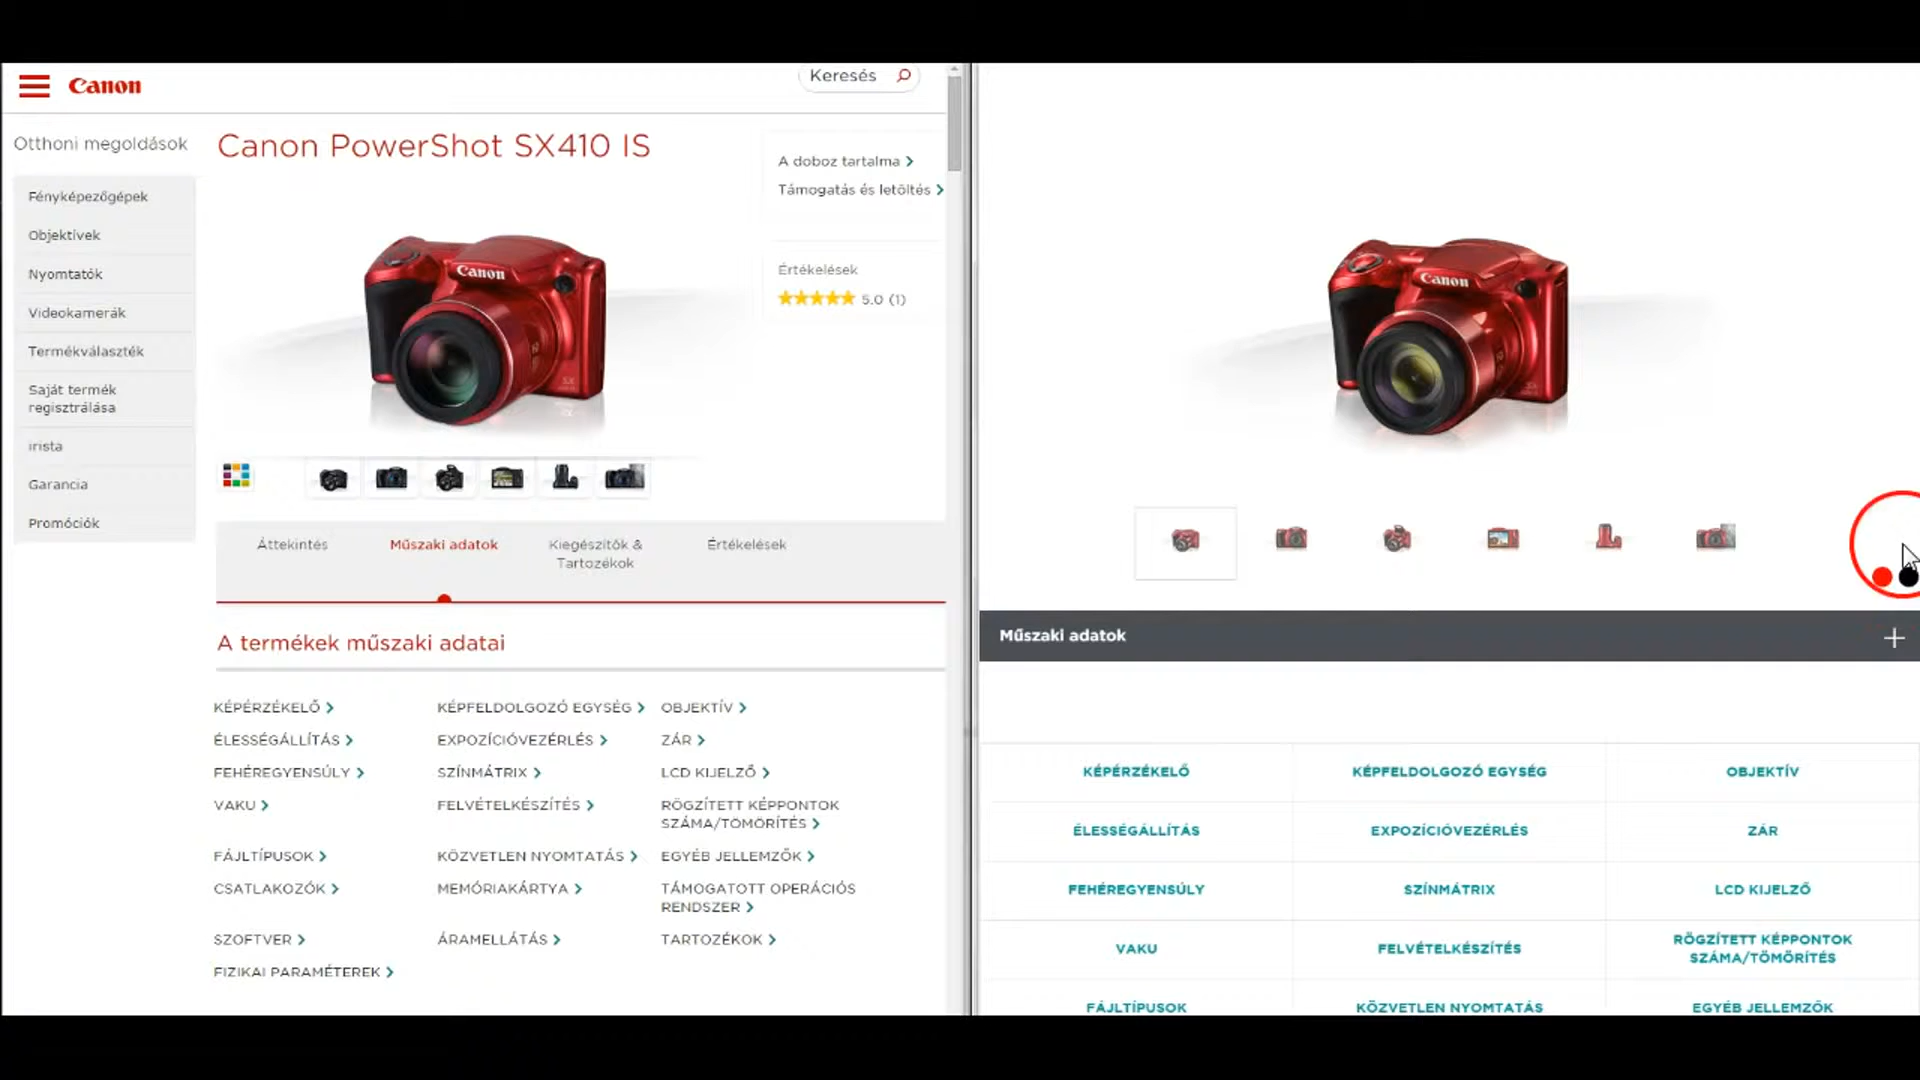 Canon
Keresés
Otthoni megoldások
Canon PowerShot SX410 IS
A doboz tartalma
Támogatás és letöltés
Fényképezőgépek
Objektívek
Nyomtatók
Videokamerák
Termékválaszték
Saját termék
regisztrálása
irista
Garancia
Promóciók
Canon
Értékelések
5.0 (1)
Áttekintés
Műszaki adatok
Kiegészítők &
Tartozékok
Értékelések
A termékek műszaki adatai
KÉPÉRZÉKELŐ
KÉPFELDOLGOZÓ EGYSÉG
OBJEKTÍV
ÉLESSÉGÁLLÍTÁS
EXPOZÍCIÓVEZÉRLÉS
ZÁR
FEHÉREGYENSÚLY
SZÍNMÁTRIX
LCD KIJELZŐ
VAKU
FELVÉTELKÉSZÍTÉS
RÖGZÍTETT KÉPPONTOK
SZÁMA/TÖMÖRÍTÉS
FÁJLTÍPUSOK
KÖZVETLEN NYOMTATÁS
EGYÉB JELLEMZŐK
CSATLAKOZÓK
MEMÓRIAKÁRTYA
TÁMOGATOTT OPERÁCIÓS
RENDSZER
SZOFTVER
ÁRAMELLÁTÁS
TARTOZÉKOK
FIZIKAI PARAMÉTEREK
Canon
Műszaki adatok
KÉPÉRZÉKELŐ
KÉPFELDOLGOZÓ EGYSÉG
OBJEKTÍV
ÉLESSÉGÁLLÍTÁS
EXPOZÍCIÓVEZÉRLÉS
ZÁR
FEHÉREGYENSÚLY
SZÍNMÁTRIX
LCD KIJELZŐ
VAKU
FELVÉTELKÉSZÍTÉS
RÖGZÍTETT KÉPPONTOK
SZÁMA/TÖMÖRÍTÉS
FÁJLTÍPUSOK
KÖZVETLEN NYOMTATÁS
EGYÉB JELLEMZŐK